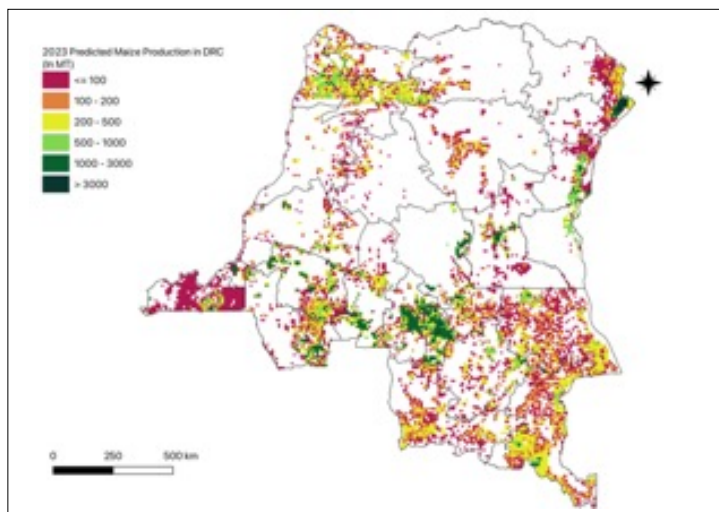 2023 Predicted Maize Production in DRC
(In MT)
<= 100
100 - 200
200 - 500
500 - 1000
1000 - 3000
> 3000
0 250 500 km